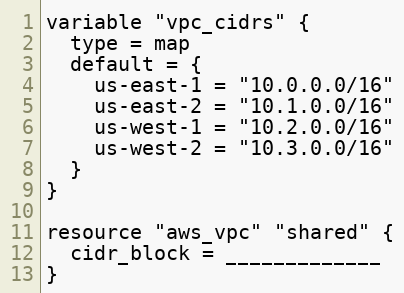 1 variable "vpc_cidrs" {
2   type = map
3   default = {
4     us-east-1 = "10.0.0.0/16"
5     us-east-2 = "10.1.0.0/16"
6     us-west-1 = "10.2.0.0/16"
7     us-west-2 = "10.3.0.0/16"
8   }
9 }
10
11 resource "aws_vpc" "shared" {
12   cidr_block = _____________
13 }